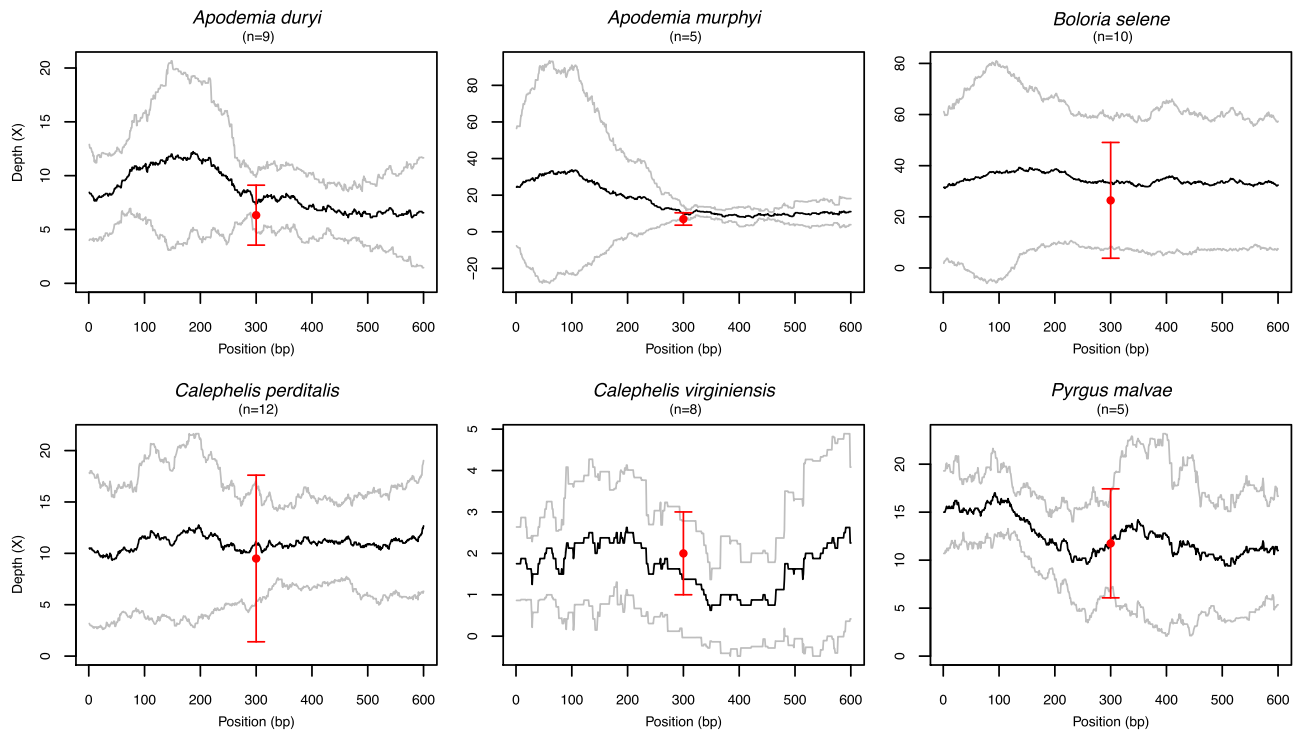 Apodemia duryi
(n=9)
Depth (X)
0
5
10
15
20
0 100 200 300 400 500 600
Position (bp)
Apodemia murphyi
(n=5)
−20
0
20
40
60
80
0 100 200 300 400 500 600
Position (bp)
Boloria selene
(n=10)
0
20
40
60
80
0 100 200 300 400 500 600
Position (bp)
Calephelis perditalis
(n=12)
Depth (X)
0
5
10
15
20
0 100 200 300 400 500 600
Position (bp)
Calephelis virginiensis
(n=8)
0
1
2
3
4
5
0 100 200 300 400 500 600
Position (bp)
Pyrgus malvae
(n=5)
0
5
10
15
20
0 100 200 300 400 500 600
Position (bp)